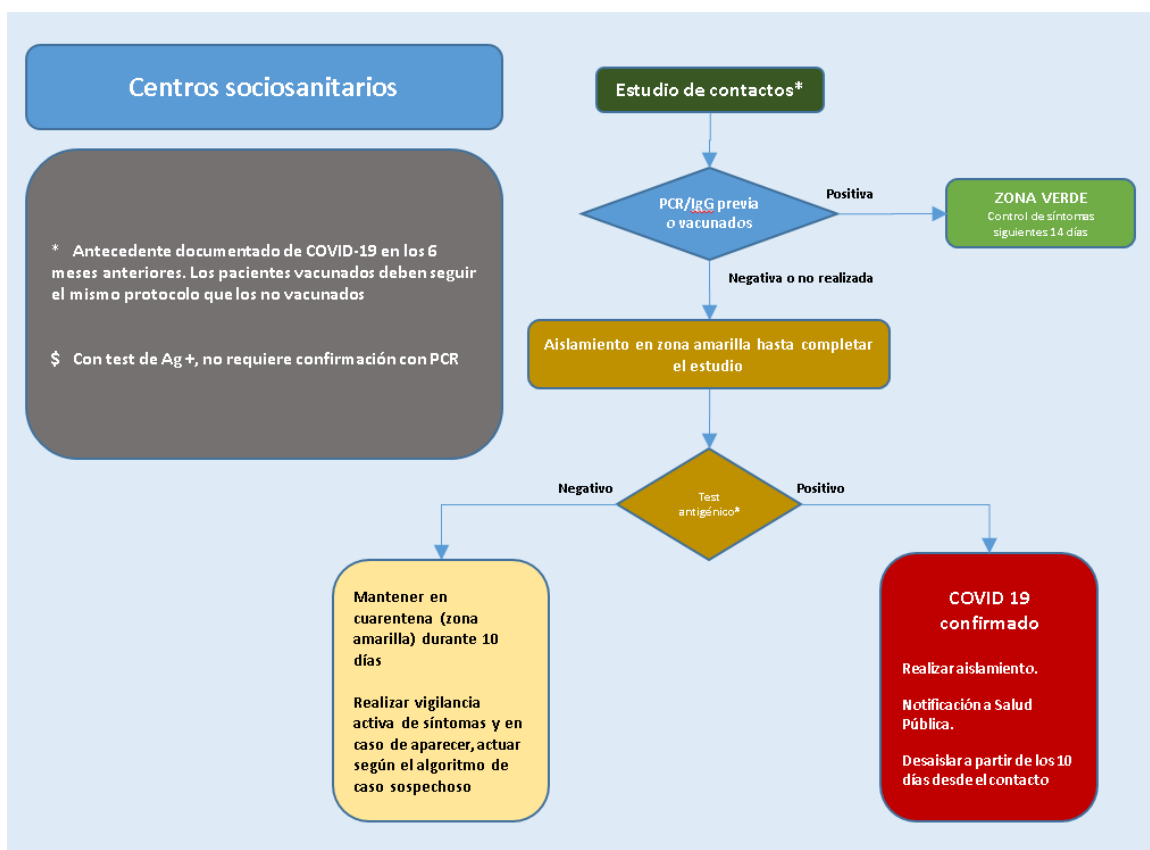 Centros sociosanitarios
* Antecedente documentado de COVID-19 en los 6
meses anteriores. Los pacientes vacunados deben seguir
el mismo protocolo que los no vacunados
$ Con test de Ag+, no requiere confirmación con PCR
Estudio de contactos*
PCR/IgG previa
o vacunados
Positiva
ZONA VERDE
Control de síntomas
siguientes 14 días
Negativa o no realizada
Aislamiento en zona amarilla hasta completar
el estudio
Test
antigénico*
Negativo
Positivo
Mantener en
cuarentena (zona
amarilla) durante 10
días
Realizar vigilancia
activa de síntomas y en
caso de aparecer, actuar
según el algoritmo de
caso sospechoso
COVID 19
confirmado
Realizar aislamiento.
Notificación a Salud
Pública.
Desaislar a partir de los 10
días desde el contacto